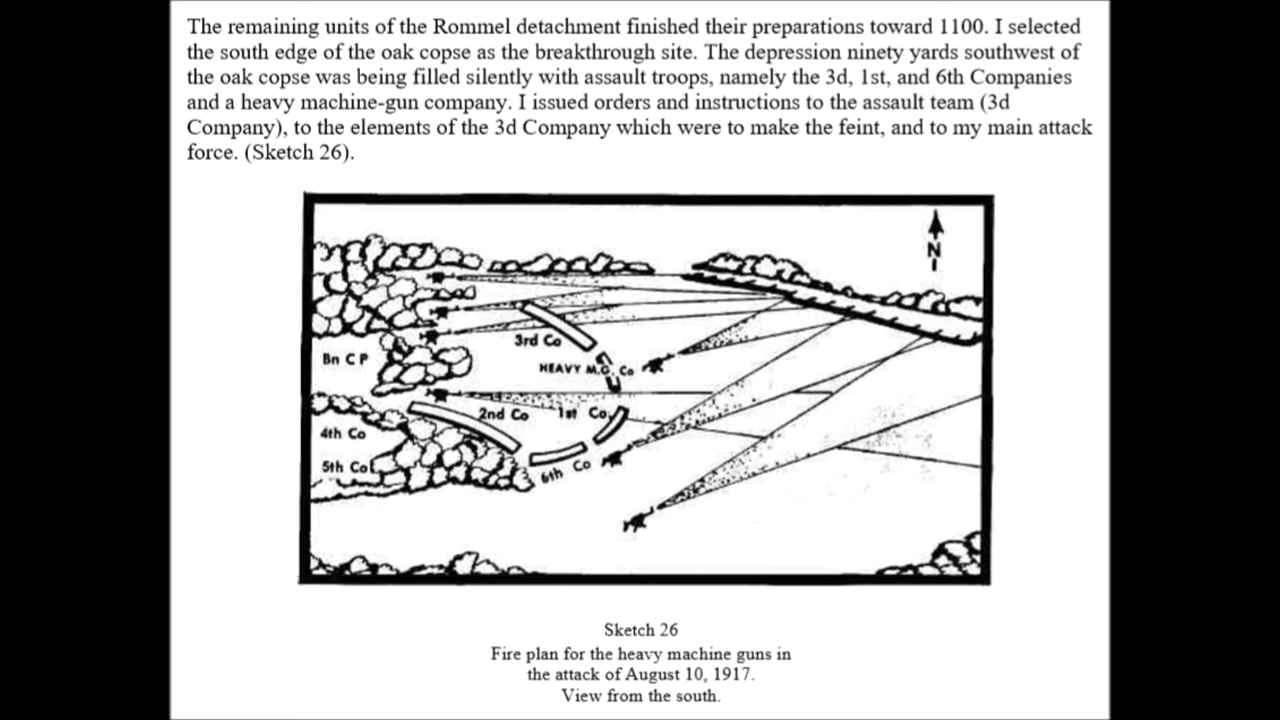 The remaining units of the Rommel detachment finished their preparations toward 1100. I selected
the south edge of the oak copse as the breakthrough site. The depression ninety yards southwest of
the oak copse was being filled silently with assault troops, namely the 3d, 1st, and 6th Companies
and a heavy machine-gun company. I issued orders and instructions to the assault team (3d
Company), to the elements of the 3d Company which were to make the feint, and to my main attack
force. (Sketch 26).
N
3rd Co
Bn C P
HEAVY M.G. Co
2nd Co
1st Co
4th Co
5th Co
6th Co
Sketch 26
Fire plan for the heavy machine guns in
the attack of August 10, 1917.
View from the south.